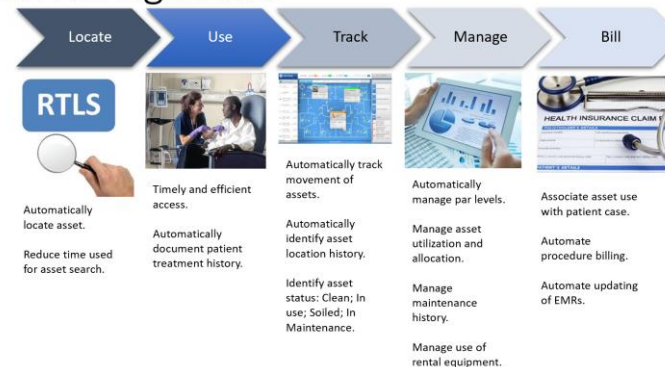 Locate
Use
Track
Manage
Bill
RTLS
HEALTH INSURANCE CLAIM
Automatically
locate asset.
Reduce time used
for asset search.
Timely and efficient
access.
Automatically
document patient
treatment history.
Automatically track
movement of
assets.
Automatically
identify asset
location history.
Identify asset
status: Clean; In
use; Soiled; In
Maintenance.
Automatically
manage par levels.
Manage asset
utilization and
allocation.
Manage
maintenance
history.
Manage use of
rental equipment.
Associate asset use
with patient case.
Automate
procedure billing.
Automate updating
of EMRs.